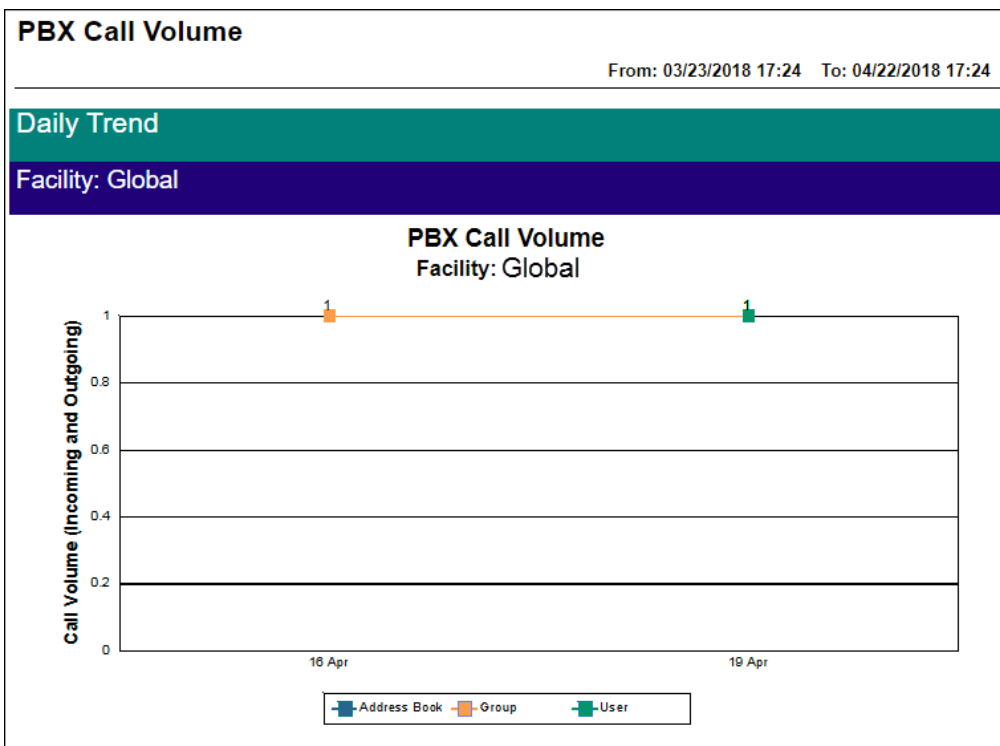 PBX Call Volume
From: 03/23/2018 17:24 To: 04/22/2018 17:24
Daily Trend
Facility: Global
PBX Call Volume
Facility: Global
Call Volume (Incoming and Outgoing)
1
0.8
0.6
0.4
0.2
0
1
1
16 Apr
19 Apr
Address Book
Group
User